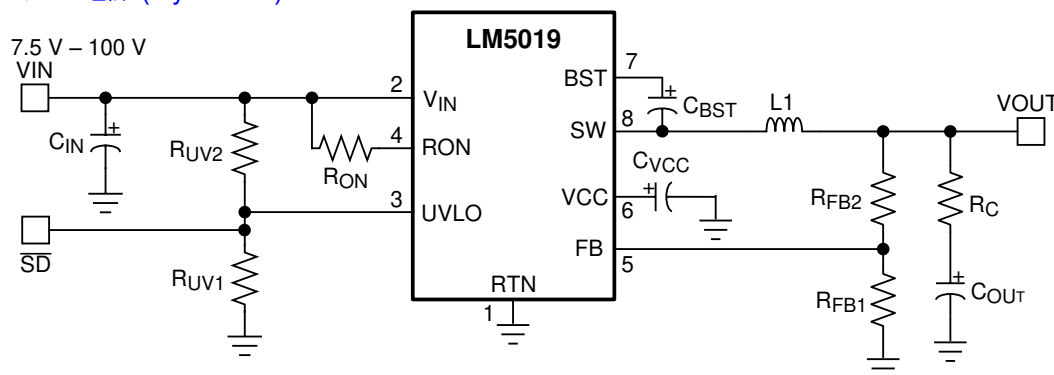 LM5019
7.5 V – 100 V
VIN
2
VIN
4
RON
3
UVLO
RTN
1
BST
7
SW
8
VCC
6
FB
5
CIN
RUV2
RON
SD
RUV1
CBST
L1
VOUT
CVCC
RFB2
RC
RFB1
COUT